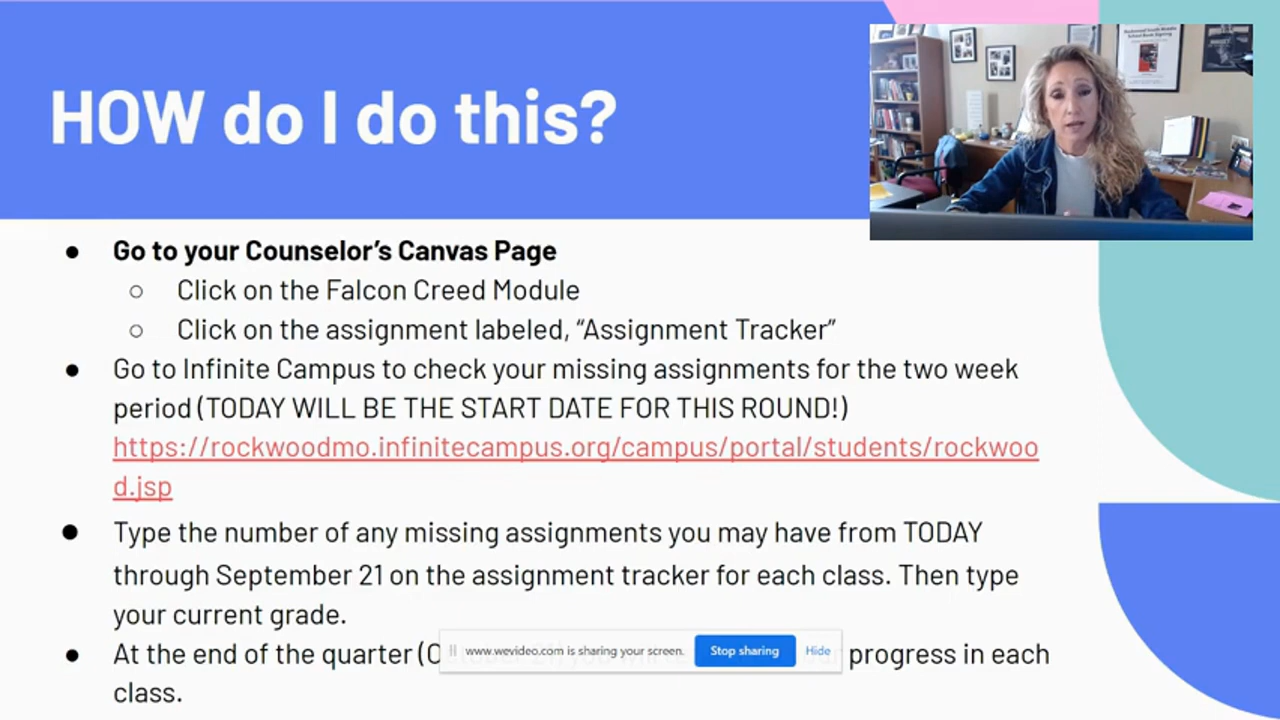 HOW do I do this?
● Go to your Counselor’s Canvas Page
○ Click on the Falcon Creed Module
○ Click on the assignment labeled, “Assignment Tracker”
● Go to Infinite Campus to check your missing assignments for the two week
period (TODAY WILL BE THE START DATE FOR THIS ROUND!)
https://rockwoodmo.infinitecampus.org/campus/portal/students/rockwoo
d.jsp
● Type the number of any missing assignments you may have from TODAY
through September 21 on the assignment tracker for each class. Then type
your current grade.
● At the end of the quarter ( progress in each
www.wevideo.com is sharing your screen. Stop sharing Hide
class.